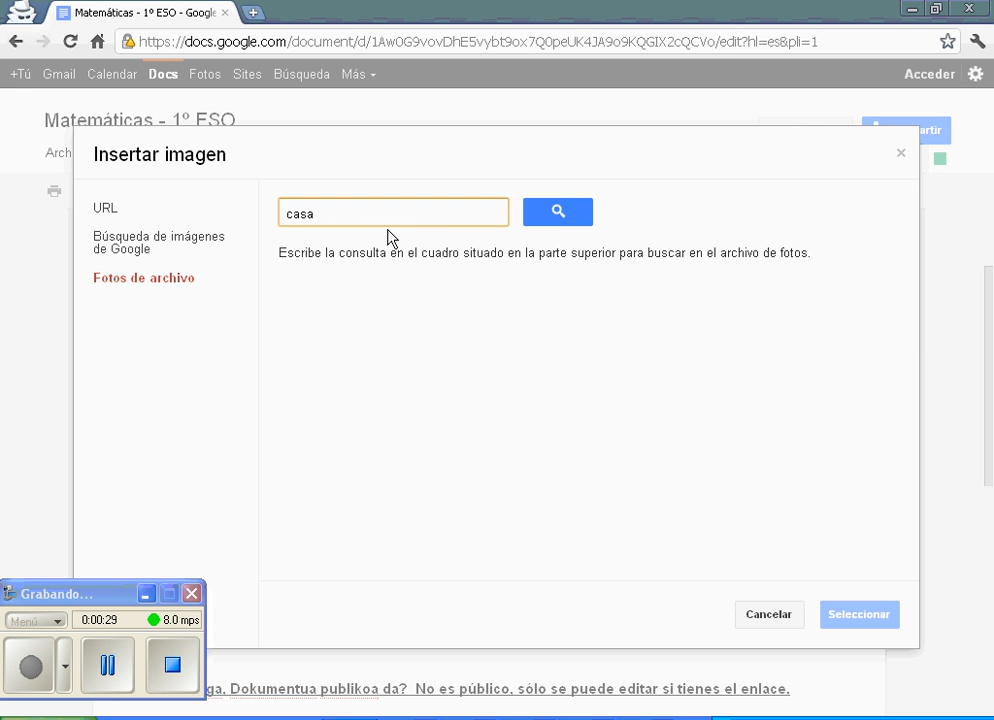 Matemáticas - 1º ESO - Google
https://docs.google.com/document/d/1Aw0G9vovDhE5vybt9ox7Q0peUK4JA9o9KQGIX2cQCVo/edit?hl=es&pli=1
+Tú Gmail Calendar Docs Fotos Sites Búsqueda Más Acceder
Matemáticas - 1º ESO
Arch
artir
Insertar imagen
URL
Búsqueda de imágenes
de Google
Fotos de archivo
casa
Escribe la consulta en el cuadro situado en la parte superior para buscar en el archivo de fotos.
Cancelar Seleccionar
Grabando...
Menú 0:00:29 8.0 mps
ga, Dokumentua publikoa da? No es público, sólo se puede editar si tienes el enlace.